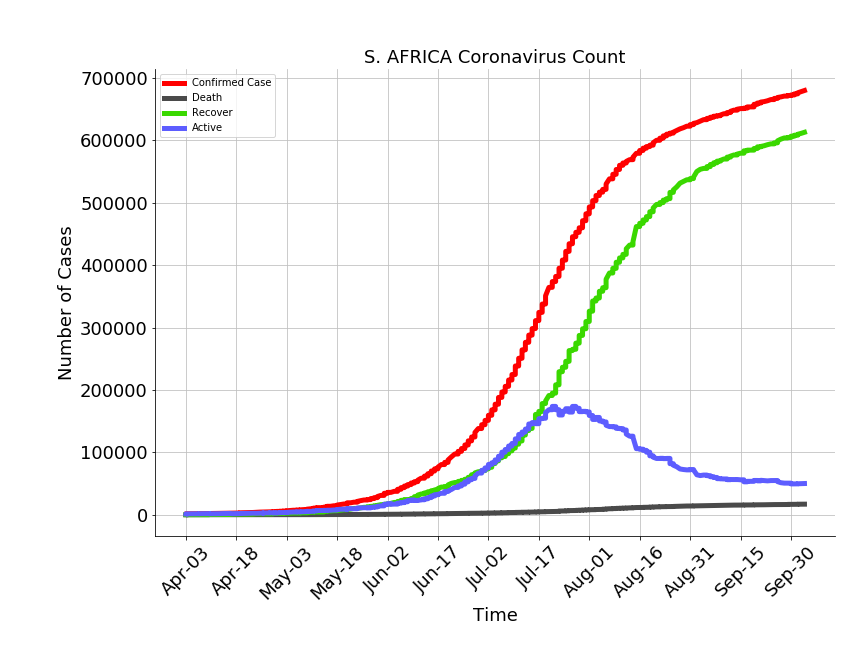 S. AFRICA Coronavirus Count
Confirmed Case
Death
Recover
Active
700000
600000
500000
400000
300000
200000
100000
0
Number of Cases
Apr-03
Apr-18
May-03
May-18
Jun-02
Jun-17
Jul-02
Jul-17
Aug-01
Aug-16
Aug-31
Sep-15
Sep-30
Time